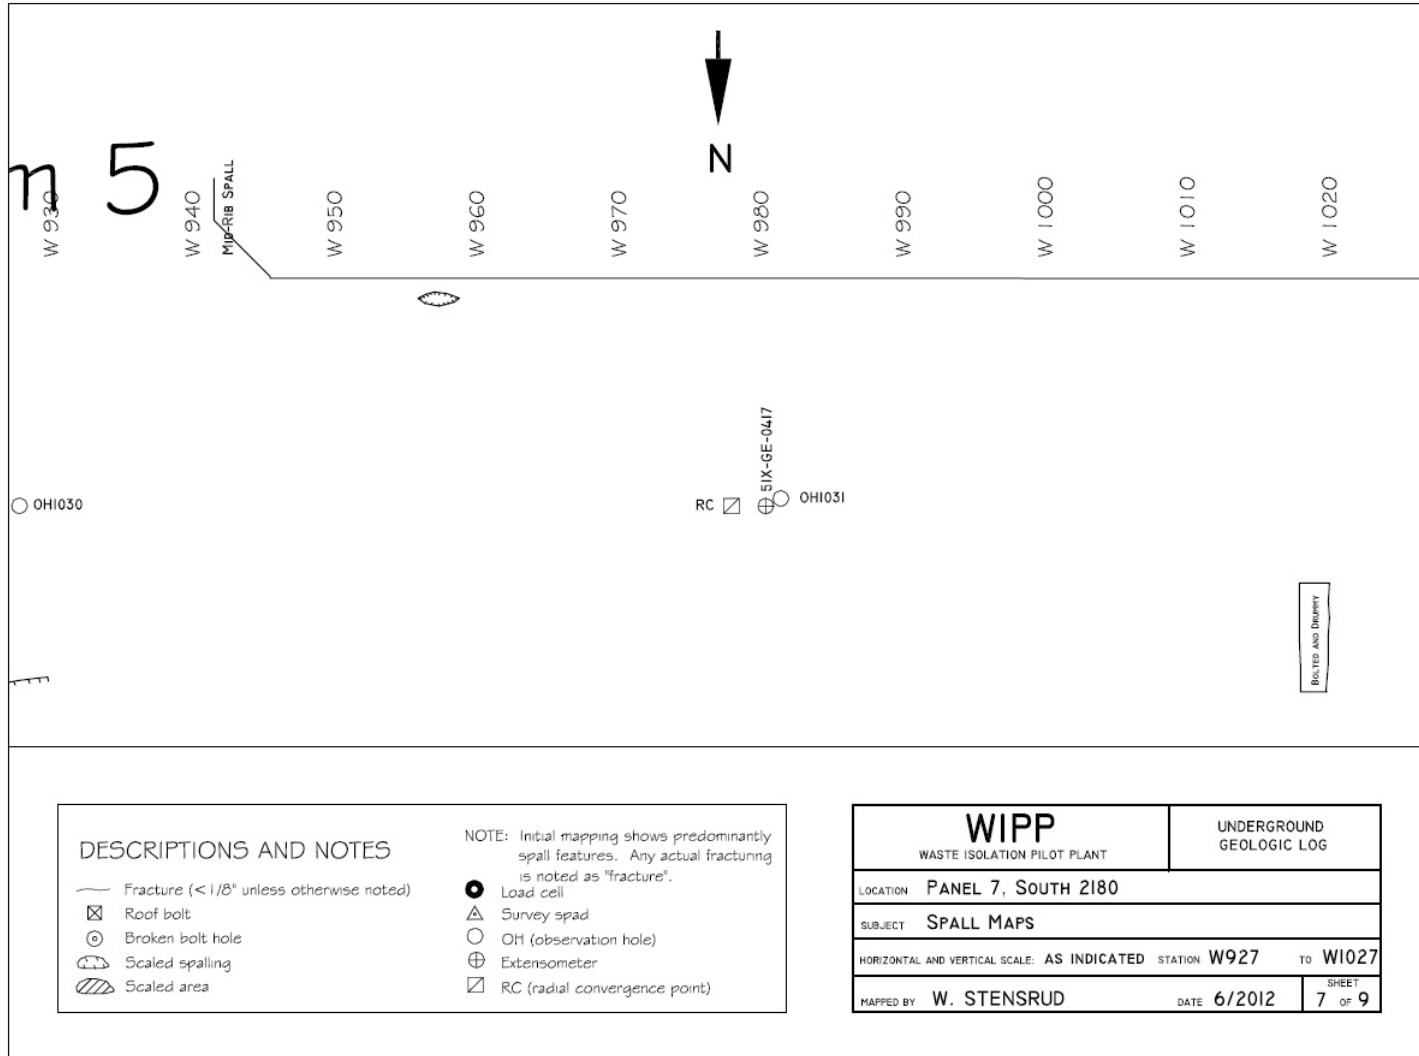 N
m 5
W 930
W 940
MID-RIB SPALL
W 950
W 960
W 970
W 980
W 990
W 1000
W 1010
W 1020
51X-GE-0417
OH1030
RC
OH1031
BOLTED AND DRUMMY
DESCRIPTIONS AND NOTES
Fracture (< 1/8" unless otherwise noted)
Roof bolt
Broken bolt hole
Scaled spalling
Scaled area
NOTE: Initial mapping shows predominantly
spall features. Any actual fracturing
is noted as "fracture".
Load cell
Survey spad
OH (observation hole)
Extensometer
RC (radial convergence point)
WIPP
WASTE ISOLATION PILOT PLANT
UNDERGROUND
GEOLOGIC LOG
LOCATION PANEL 7, SOUTH 2180
SUBJECT SPALL MAPS
HORIZONTAL AND VERTICAL SCALE: AS INDICATED STATION W927 TO W1027
MAPPED BY W. STENSRUD DATE 6/2012 SHEET
7 OF 9